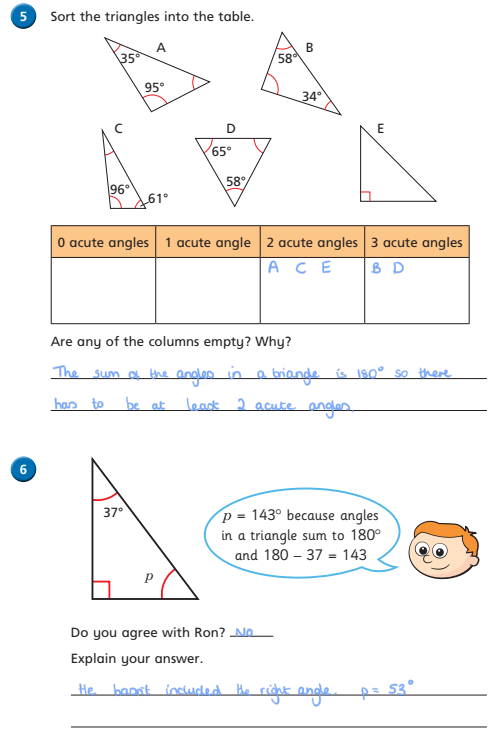 5 Sort the triangles into the table.
A
35°
95°
B
58°
34°
C
96°
61°
D
65°
58°
E
0 acute angles 1 acute angle 2 acute angles 3 acute angles
A C E B D
Are any of the columns empty? Why?
The sum of the angles in a triangle is 180° so there
has to be at least 2 acute angles.
6
37°
p
p = 143° because angles
in a triangle sum to 180°
and 180 – 37 = 143
Do you agree with Ron? No
Explain your answer.
He hasn't included the right angle. p = 53°